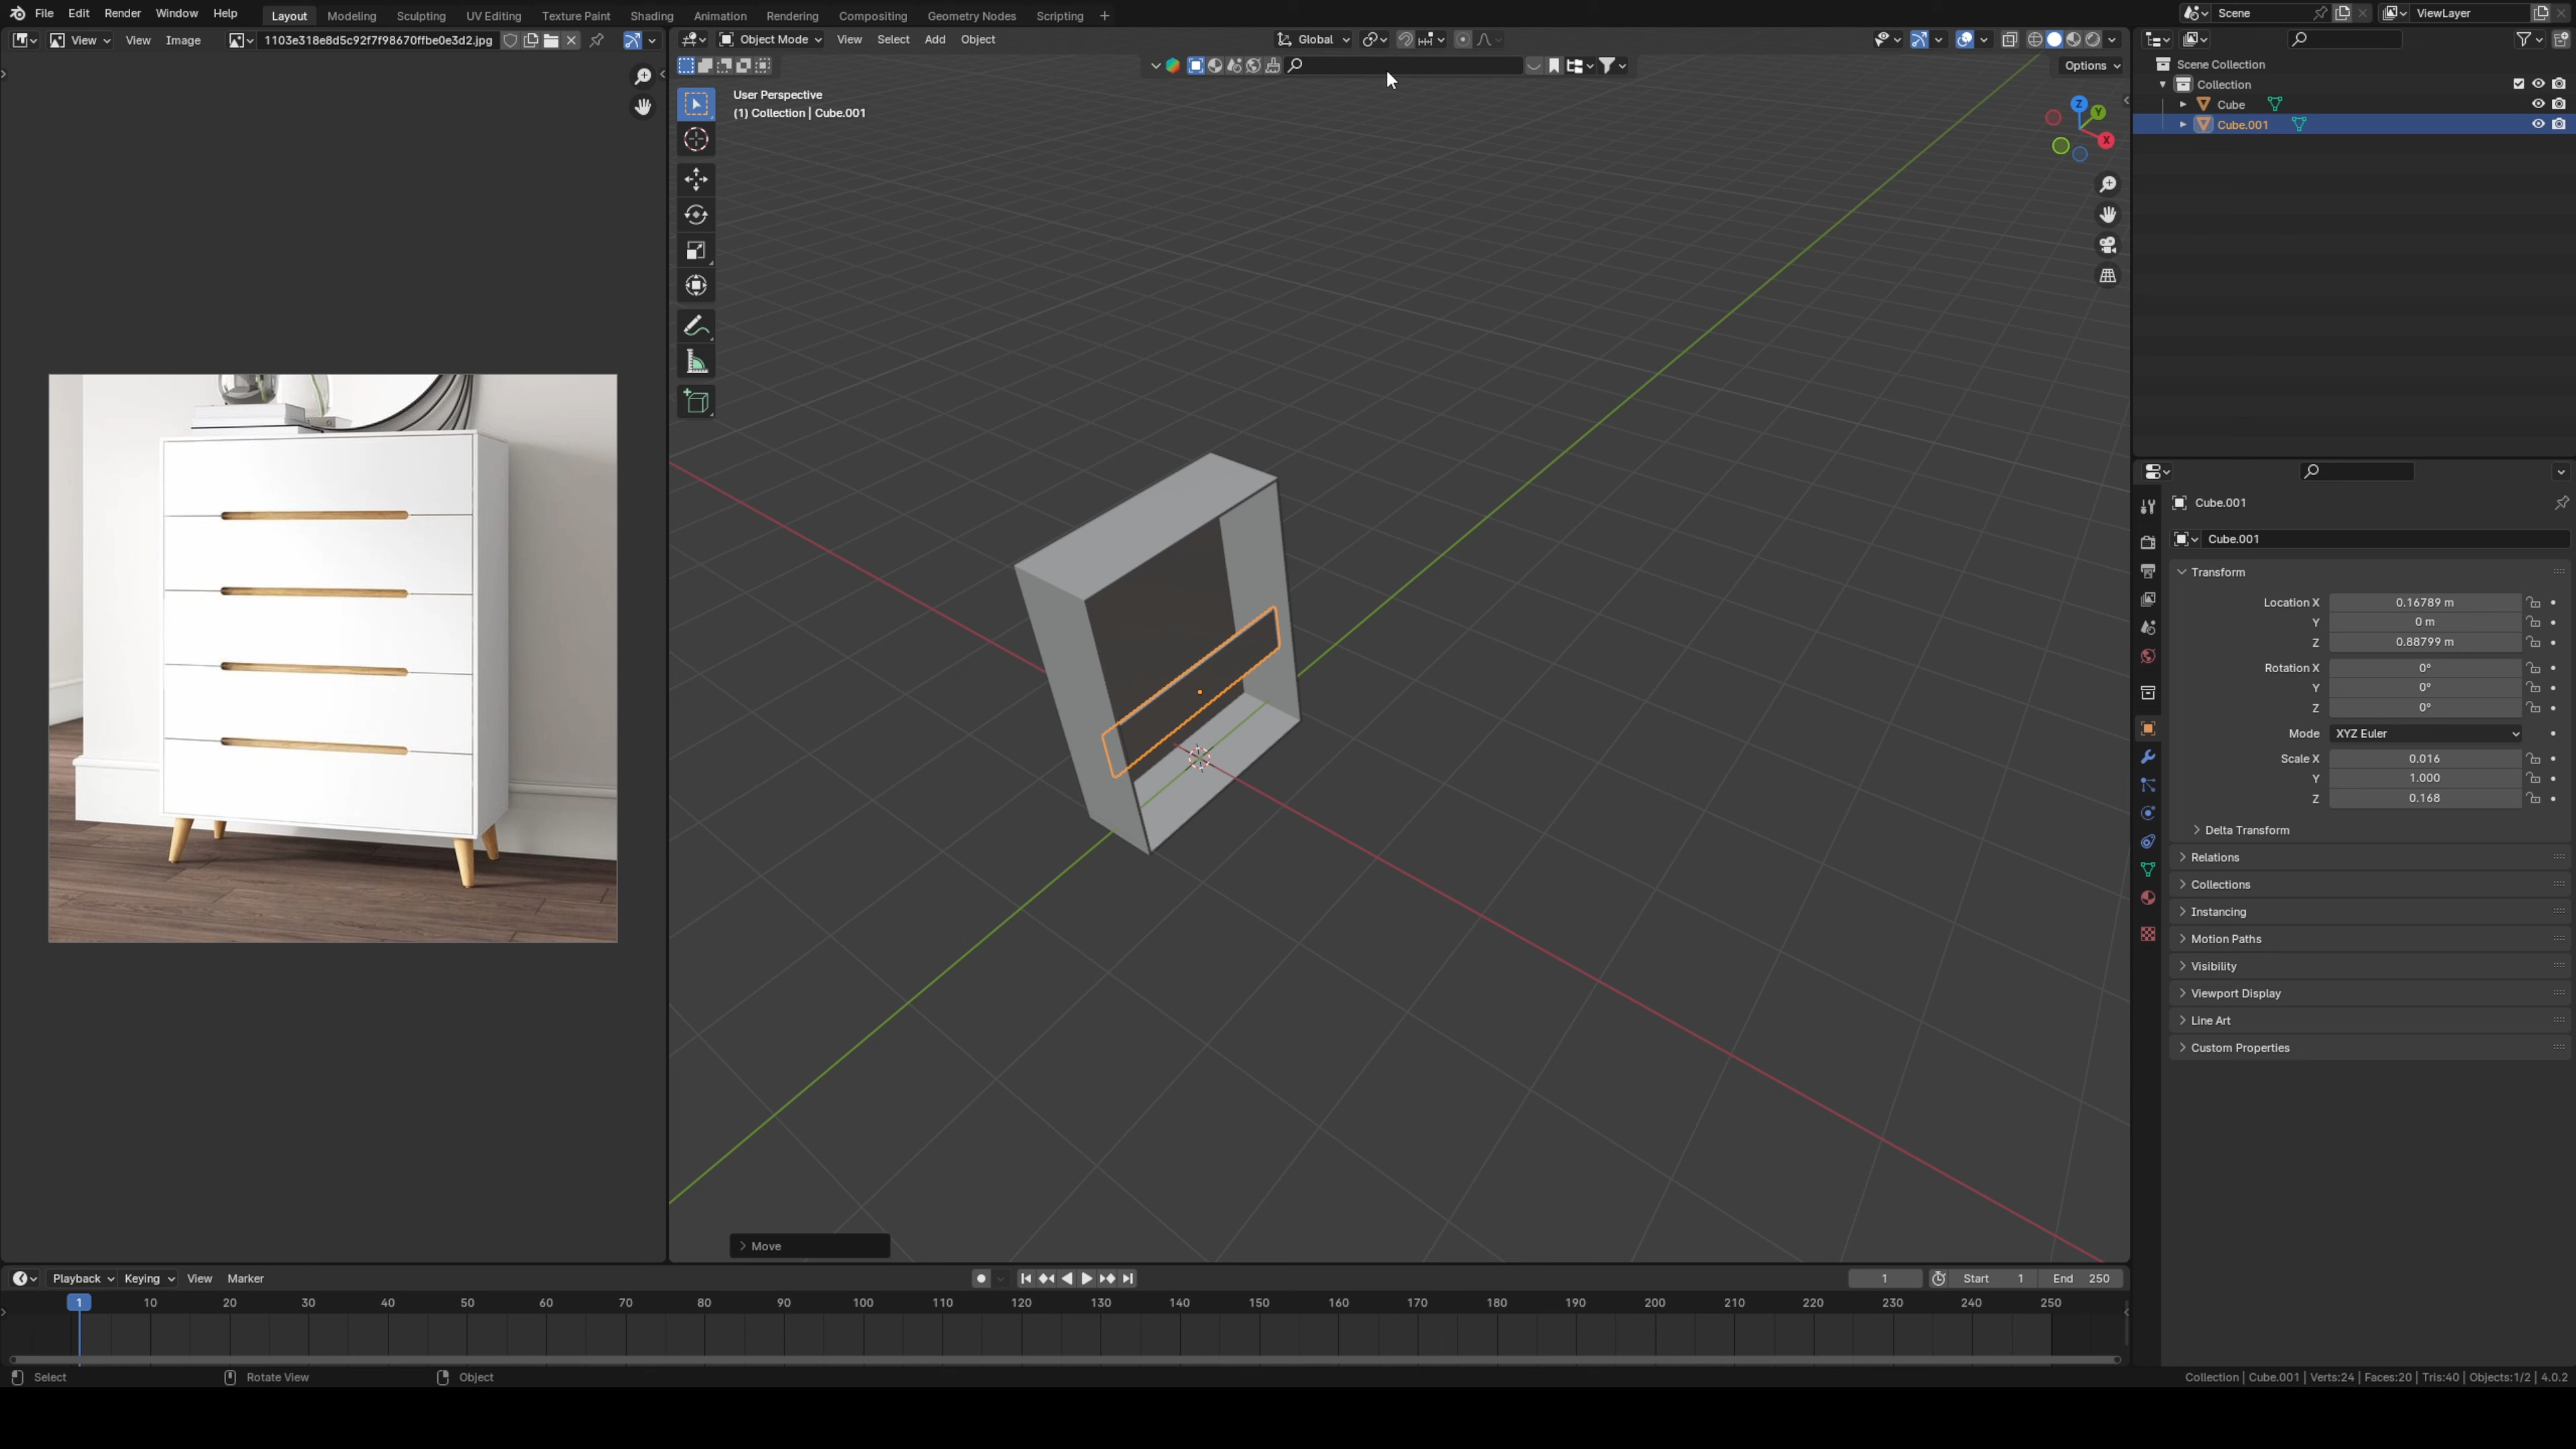 File Edit Render Window Help Layout Modeling Sculpting UV Editing Texture Paint Shading Animation Rendering Compositing Geometry Nodes Scripting + Scene ViewLayer
View View Image 1103e318e8d5c92f7f98670ffbe0e3d2.jpg
Object Mode View Select Add Object Global
Options
User Perspective
(1) Collection | Cube.001
Z
Y
X
Move
Scene Collection
Collection
Cube
Cube.001
Cube.001
Cube.001
Transform
Location X 0.16789 m
Y 0 m
Z 0.88799 m
Rotation X 0°
Y 0°
Z 0°
Mode XYZ Euler
Scale X 0.016
Y 1.000
Z 0.168
Delta Transform
Relations
Collections
Instancing
Motion Paths
Visibility
Viewport Display
Line Art
Custom Properties
Playback Keying View Marker 1 Start 1 End 250
1 10 20 30 40 50 60 70 80 90 100 110 120 130 140 150 160 170 180 190 200 210 220 230 240 250
Select Rotate View Object Collection | Cube.001 | Verts:24 | Faces:20 | Tris:40 | Objects:1/2 | 4.0.2